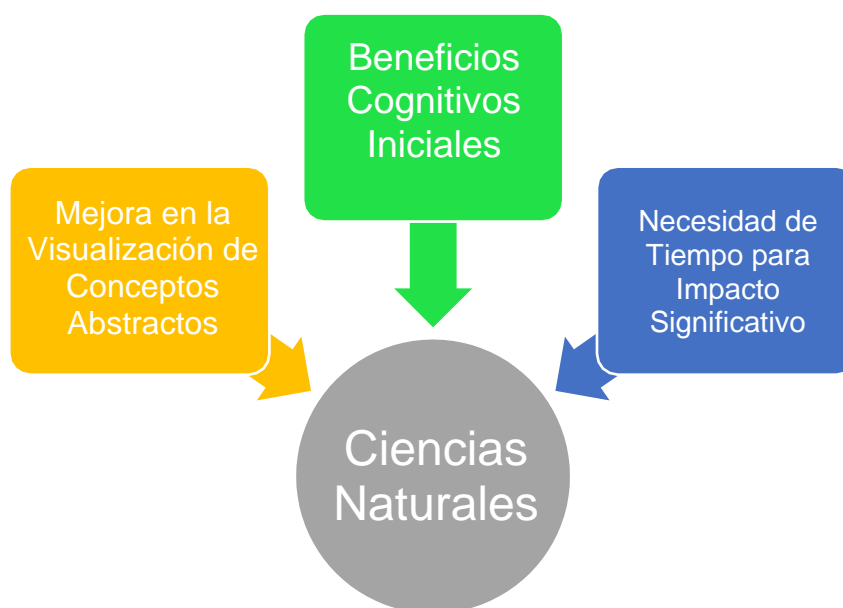 Beneficios
Cognitivos
Iniciales
Mejora en la
Visualización de
Conceptos
Abstractos
Necesidad de
Tiempo para
Impacto
Significativo
Ciencias
Naturales